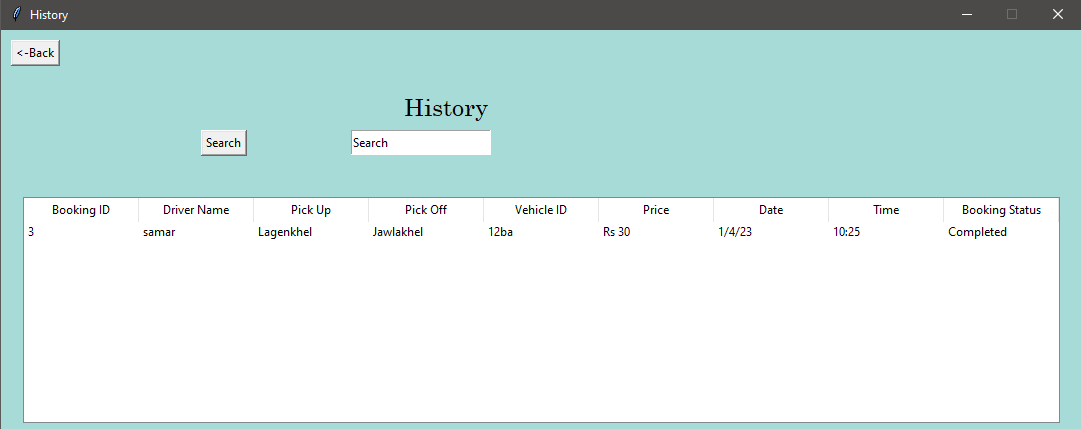 History
<-Back
History
Search Search
Booking ID Driver Name Pick Up Pick Off Vehicle ID Price Date Time Booking Status
3 samar Lagenkhel Jawlakhel 12ba Rs 30 1/4/23 10:25 Completed